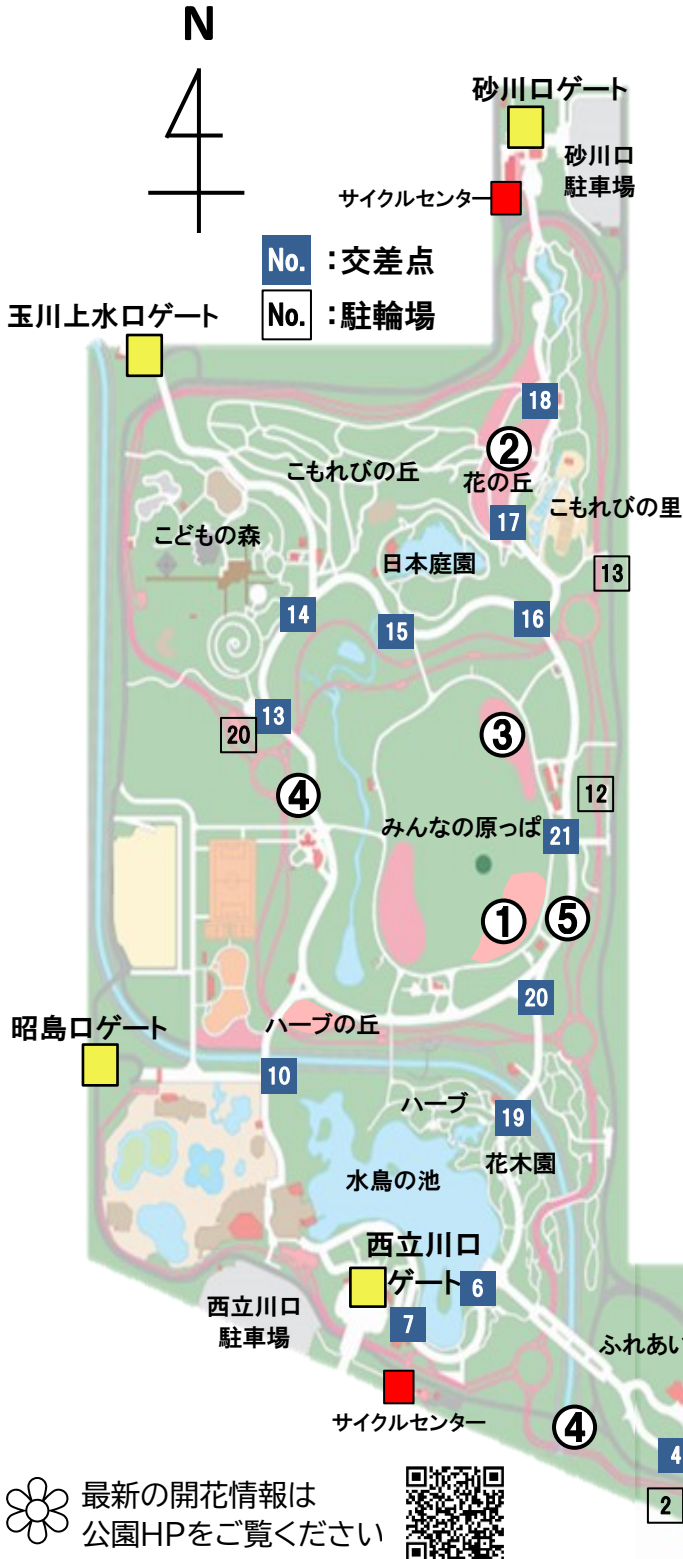 N
砂川口ゲート
砂川口
駐車場
サイクルセンター
No. :交差点
No. :駐輪場
玉川上水口ゲート
18
②
花の丘
こもれびの丘
17
こもれびの里
こどもの森
日本庭園
13
14
15
16
13
20
③
④
12
みんなの原っぱ
21
①
⑤
20
昭島口ゲート
ハーブの丘
10
ハーブ
19
花木園
水鳥の池
西立川口
ゲート
6
西立川口
駐車場
7
ふれあい
サイクルセンター
④
4
2
最新の開花情報は
公園HPをご覧ください